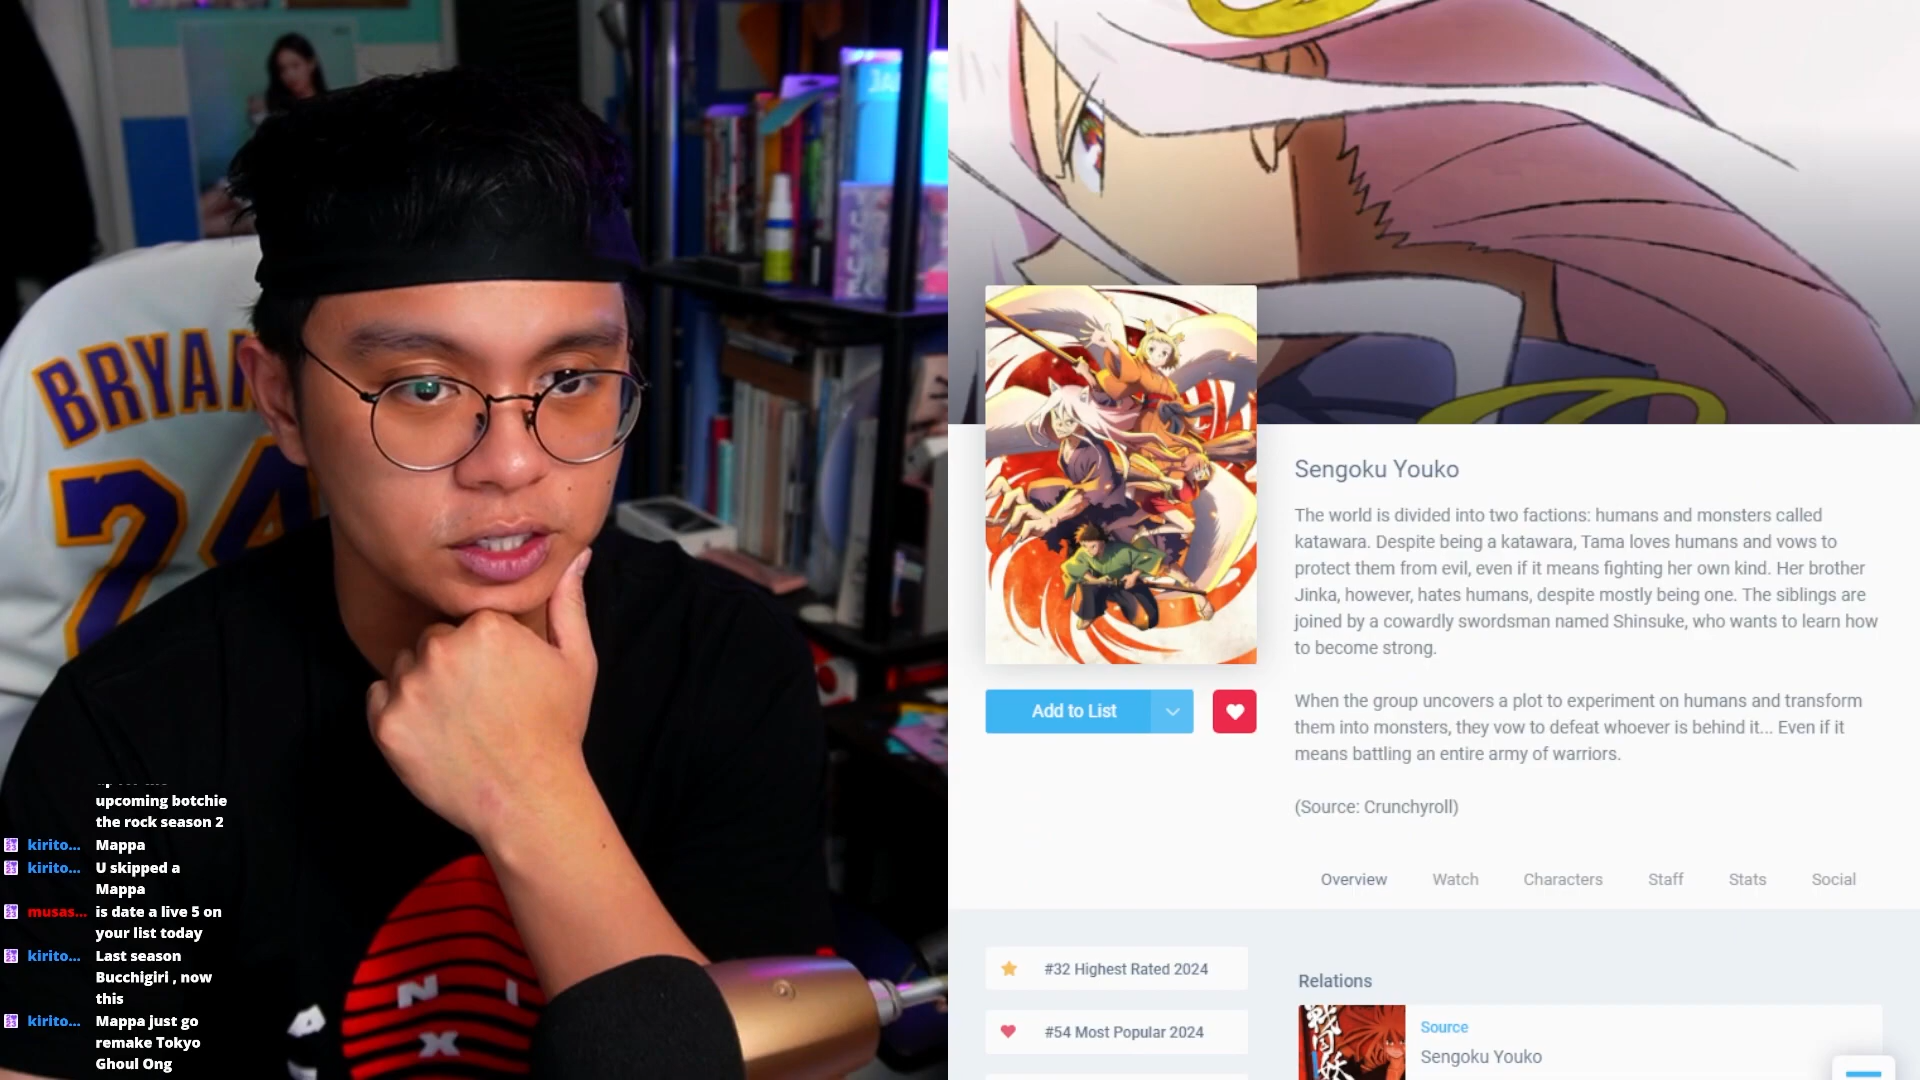 BRYAN
24
upcoming botchie
the rock season 2
kirito... Mappa
kirito... U skipped a
Mappa
musas... is date a live 5 on
your list today
kirito... Last season
Bucchigiri , now
this
kirito... Mappa just go
remake Tokyo
Ghoul Ong
Sengoku Youko
The world is divided into two factions: humans and monsters called
katawara. Despite being a katawara, Tama loves humans and vows to
protect them from evil, even if it means fighting her own kind. Her brother
Jinka, however, hates humans, despite mostly being one. The siblings are
joined by a cowardly swordsman named Shinsuke, who wants to learn how
to become strong.
When the group uncovers a plot to experiment on humans and transform
them into monsters, they vow to defeat whoever is behind it... Even if it
means battling an entire army of warriors.
(Source: Crunchyroll)
Add to List
Overview Watch Characters Staff Stats Social
#32 Highest Rated 2024
#54 Most Popular 2024
Relations
Source
Sengoku Youko
戦国妖